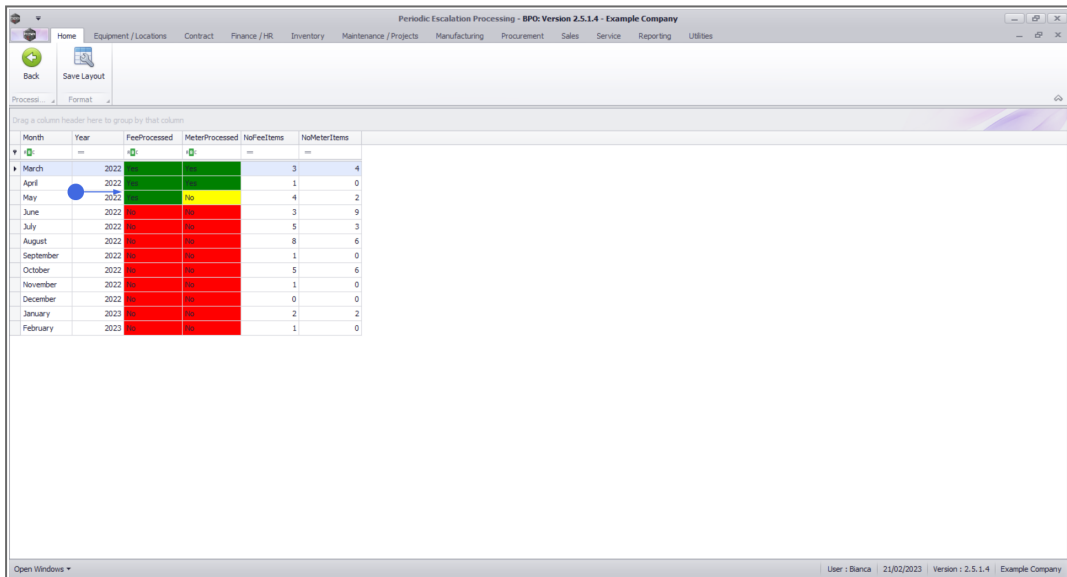 Periodic Escalation Processing - BPO: Version 2.5.1.4 - Example Company
Home Equipment / Locations Contract Finance / HR Inventory Maintenance / Projects Manufacturing Procurement Sales Service Reporting Utilities
Back Save Layout
Processi... Format
Drag a column header here to group by that column
Month Year FeeProcessed MeterProcessed NoFeeItems NoMeterItems
= = =
March 2022 Yes Yes 3 4
April 2022 Yes Yes 1 0
May 2022 Yes No 4 2
June 2022 No No 3 9
July 2022 No No 5 3
August 2022 No No 8 6
September 2022 No No 1 0
October 2022 No No 5 6
November 2022 No No 1 0
December 2022 No No 0 0
January 2023 No No 2 2
February 2023 No No 1 0
Open Windows User : Bianca 21/02/2023 Version : 2.5.1.4 Example Company